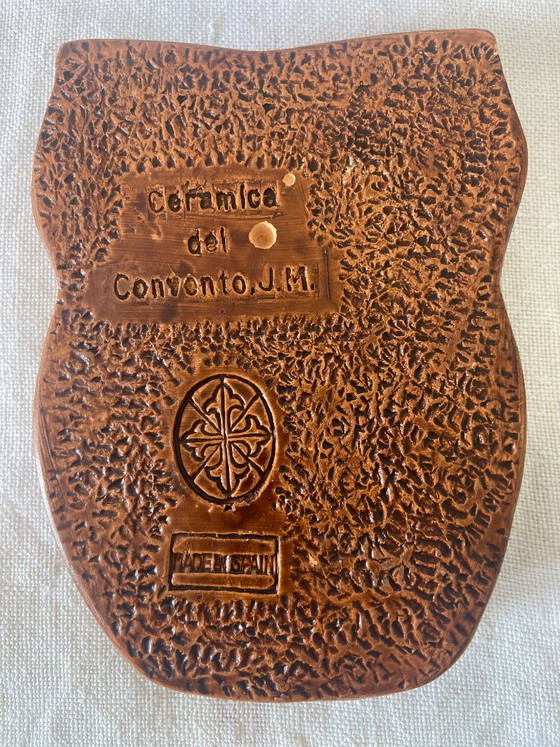 Ceramica
del
Convento, J.M.
MADE IN SPAIN